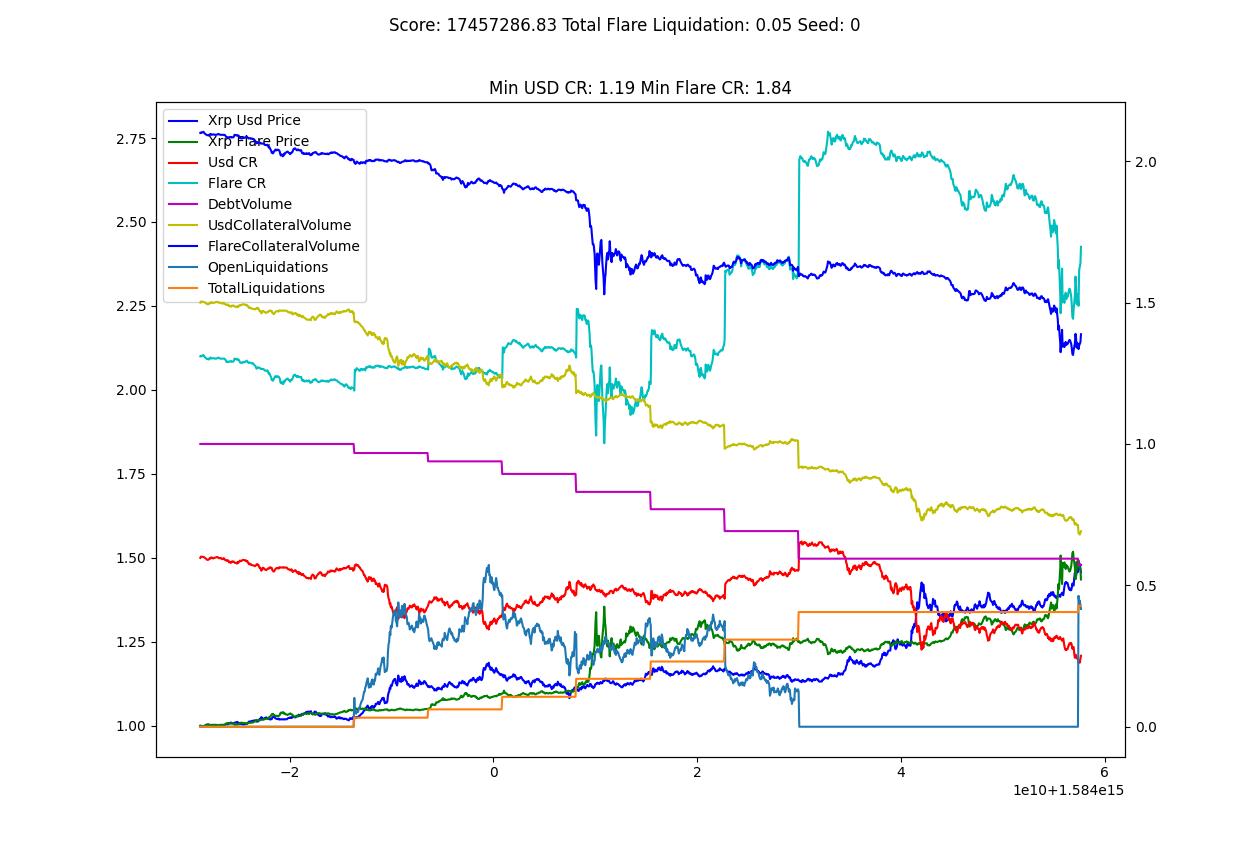 Score: 17457286.83 Total Flare Liquidation: 0.05 Seed: 0
Min USD CR: 1.19 Min Flare CR: 1.84
Xrp Usd Price
Xrp Flare Price
Usd CR
Flare CR
DebtVolume
UsdCollateralVolume
FlareCollateralVolume
OpenLiquidations
TotalLiquidations
2.75
2.50
2.25
2.00
1.75
1.50
1.25
1.00
2.0
1.5
1.0
0.5
0.0
−2
0
2
4
6
1e10+1.584e15